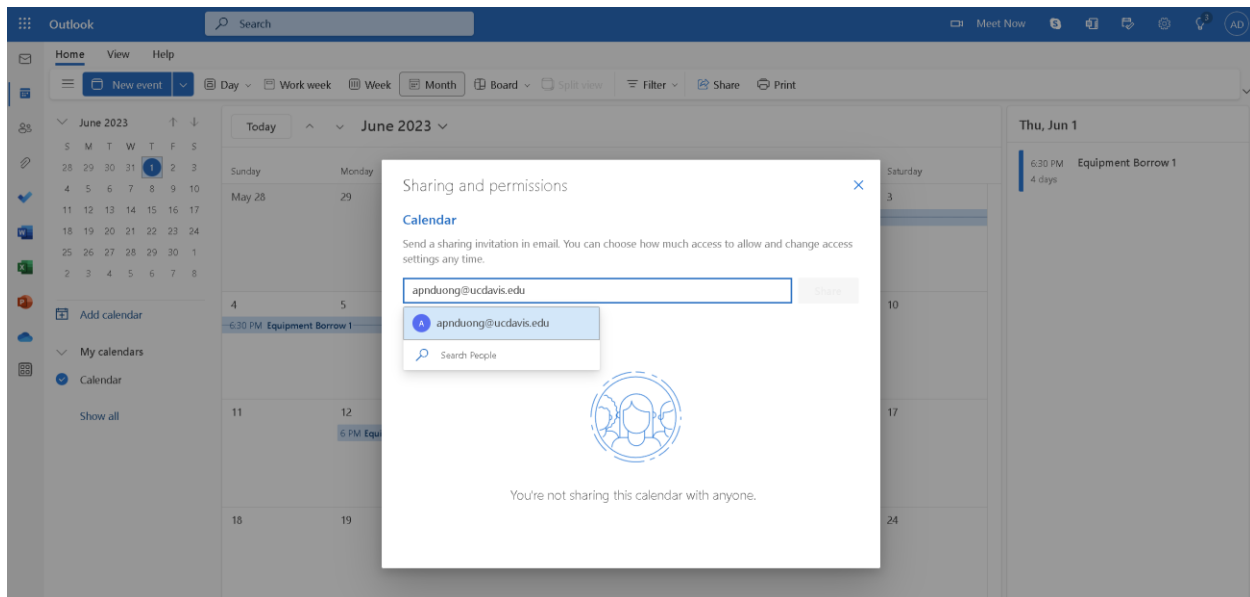 Outlook
Search
Meet Now
3
AD
Home View Help
New event
Day
Work week
Week
Month
Board
Split view
Filter
Share
Print
June 2023
S M T W T F S
28 29 30 31 1 2 3
4 5 6 7 8 9 10
11 12 13 14 15 16 17
18 19 20 21 22 23 24
25 26 27 28 29 30 1
2 3 4 5 6 7 8
Add calendar
My calendars
Calendar
Show all
Today
June 2023
Sunday Monday Saturday
May 28 29 3
4 5 10
6:30 PM Equipment Borrow 1
11 12 17
6 PM Equi
18 19 24
Sharing and permissions
Calendar
Send a sharing invitation in email. You can choose how much access to allow and change access
settings any time.
apnduong@ucdavis.edu
Share
A apnduong@ucdavis.edu
Search People
You're not sharing this calendar with anyone.
Thu, Jun 1
6:30 PM Equipment Borrow 1
4 days